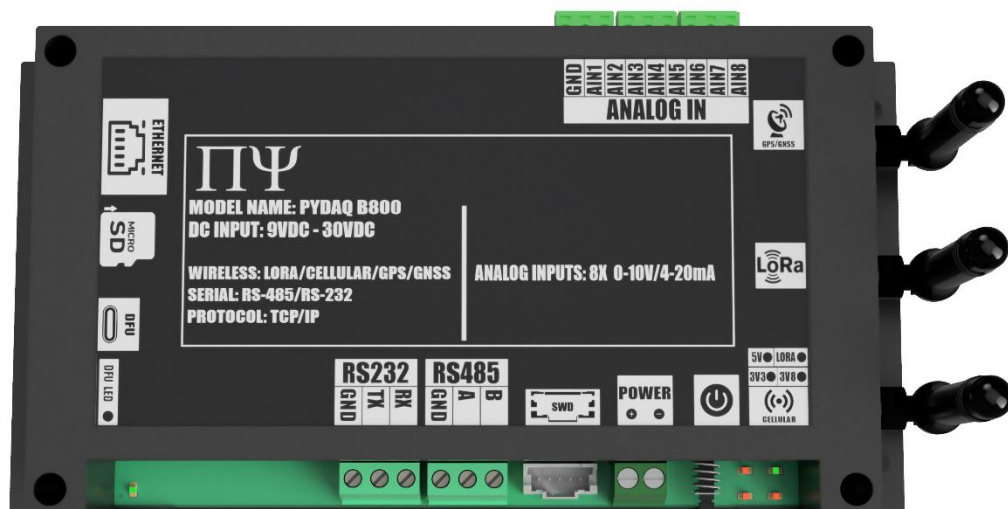 GND
AIN1
AIN2
AIN3
AIN4
AIN5
AIN6
AIN7
AIN8
ANALOG IN
GPS/GNSS
ETHERNET
MICRO
SD
DFU
DFU LED
ΠΨ
MODEL NAME: PYDAQ B800
DC INPUT: 9VDC - 30VDC
WIRELESS: LORA/CELLULAR/GPS/GNSS
SERIAL: RS-485/RS-232
PROTOCOL: TCP/IP
ANALOG INPUTS: 8X 0-10V/4-20mA
LoRa
5V LORA
3V3 3V8
CELLULAR
RS232
GND
TX
RX
RS485
GND
A
B
SWD
POWER
+ -